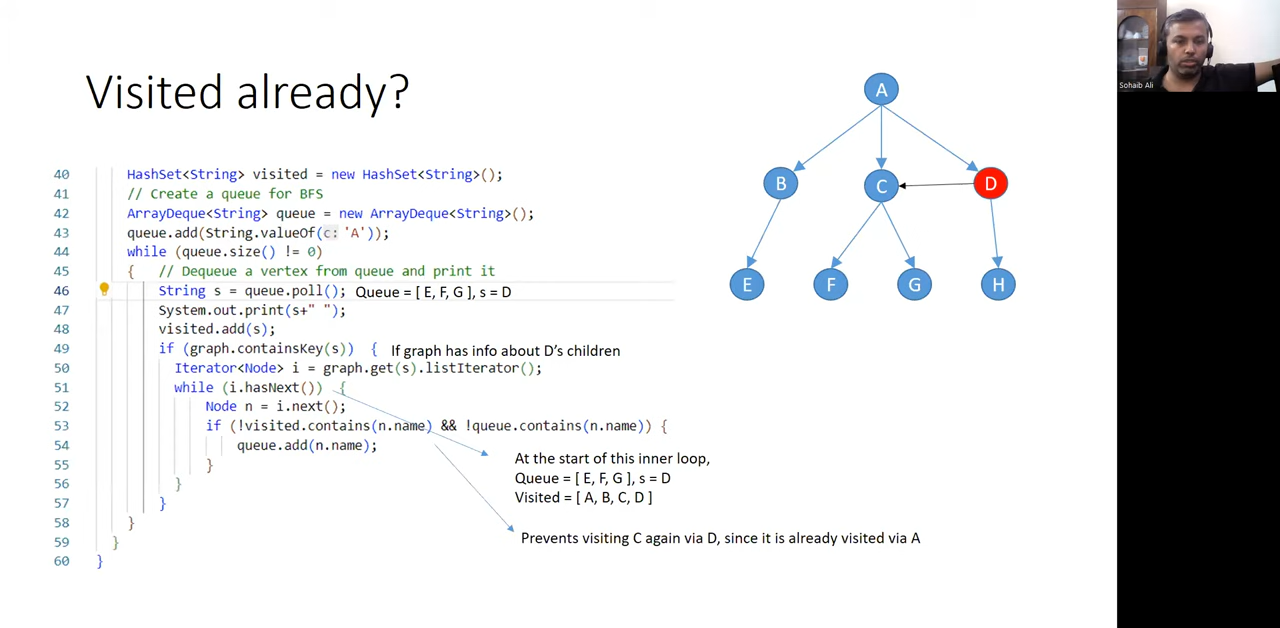 Visited already?
Sohaib Ali
40 HashSet<String> visited = new HashSet<String>();
41 // Create a queue for BFS
42 ArrayDeque<String> queue = new ArrayDeque<String>();
43 queue.add(String.valueOf(c: 'A'));
44 while (queue.size() != 0)
45 { // Dequeue a vertex from queue and print it
46 String s = queue.poll(); Queue = [ E, F, G ], s = D
47 System.out.print(s+" ");
48 visited.add(s);
49 if (graph.containsKey(s)) { If graph has info about D's children
50 Iterator<Node> i = graph.get(s).listIterator();
51 while (i.hasNext()) {
52 Node n = i.next();
53 if (!visited.contains(n.name) && !queue.contains(n.name)) {
54 queue.add(n.name);
55 }
56 }
57 }
58 }
59 }
60 }
At the start of this inner loop,
Queue = [ E, F, G ], s = D
Visited = [ A, B, C, D ]
Prevents visiting C again via D, since it is already visited via A
A
B C D
E F G H